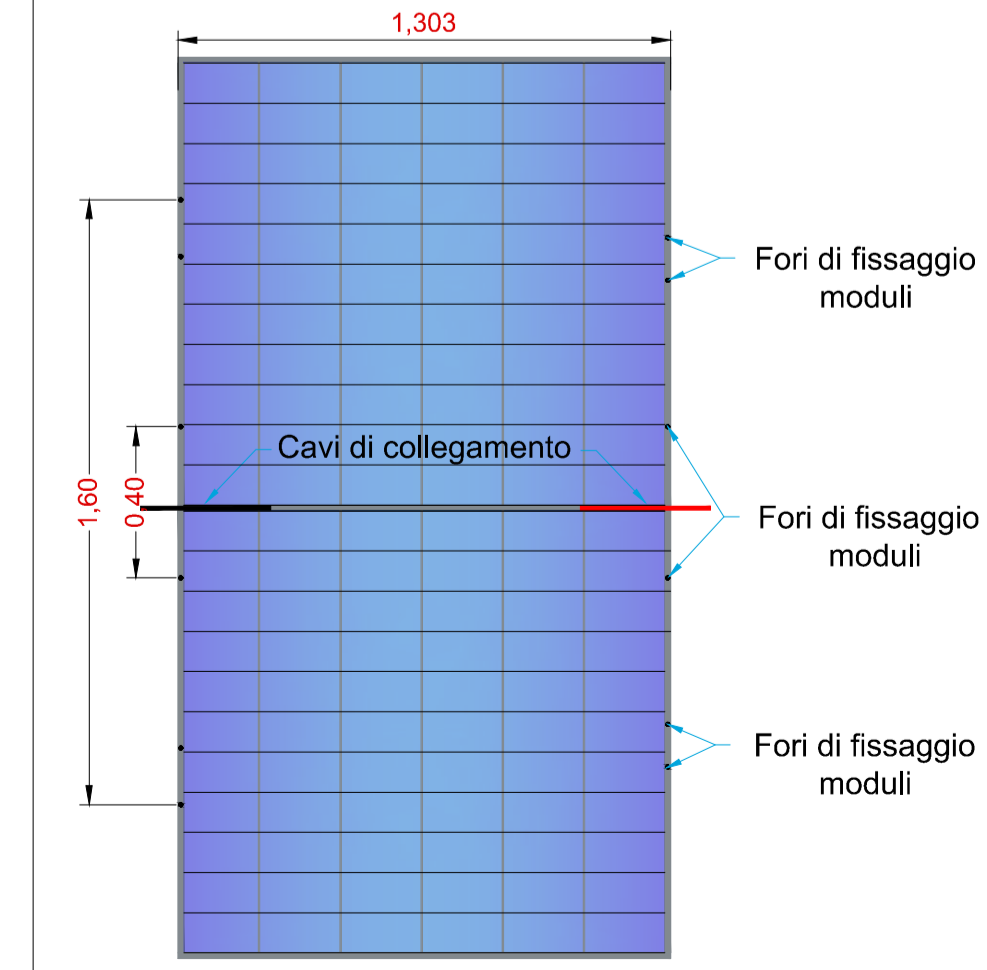 1,303
Fori di fissaggio
moduli
Cavi di collegamento
1,60
0,40
Fori di fissaggio
moduli
Fori di fissaggio
moduli